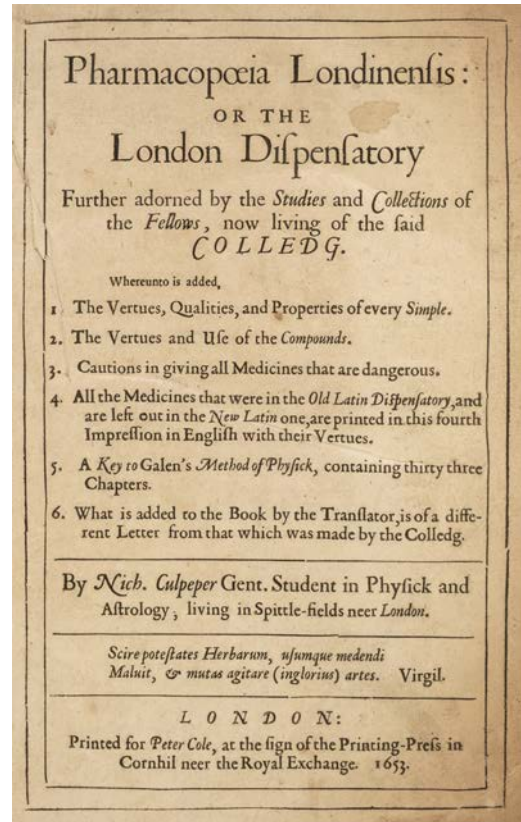 Pharmacopœia Londinenſis:
OR THE
London Diſpenſatory
Further adorned by the Studies and Collections of
the Fellows, now living of the ſaid
COLLEDG.
Whereunto is added,
1 The Vertues, Qualities, and Properties of every Simple.
2. The Vertues and Uſe of the Compounds.
3. Cautions in giving all Medicines that are dangerous.
4. All the Medicines that were in the Old Latin Diſpenſatory, and
are left out in the New Latin one, are printed in this fourth
Impreſſion in Engliſh with their Vertues.
5. A Key to Galen's Method of Phyſick, containing thirty three
Chapters.
6. What is added to the Book by the Tranſlator, is of a diffe-
rent Letter from that which was made by the Colledg.
By Nich. Culpeper Gent. Student in Phyſick and
Aſtrology; living in Spittle-fields neer London.
Scire poteſtates Herbarum, uſumque medendi
Maluit, & mutas agitare (inglorius) artes. Virgil.
LONDON:
Printed for Peter Cole, at the ſign of the Printing-Preſs in
Cornhil neer the Royal Exchange. 1653.